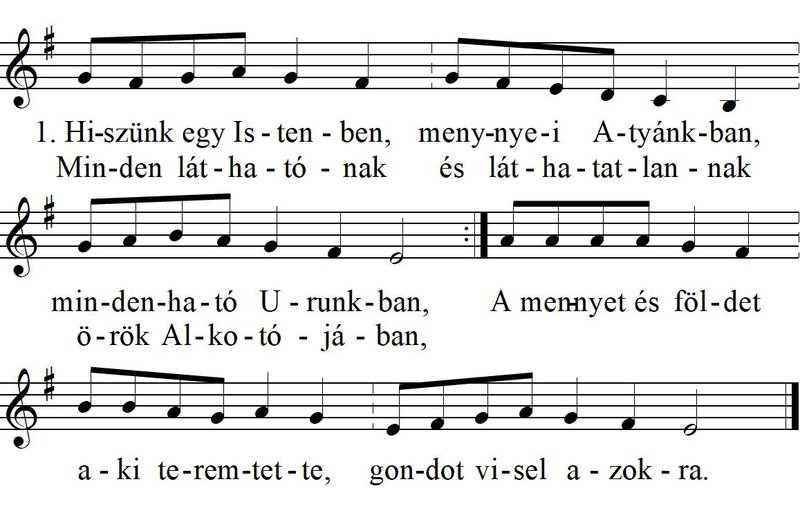 1. Hi-szünk egy Is-ten-ben, meny-nye-i A-tyánk-ban,
Min-den lát-ha-tó-nak és lát-ha-tat-lan-nak
min-den-ha-tó U-runk-ban, A men-nyet és föl-det
ö-rök Al-ko-tó-já-ban,
a-ki te-rem-tet-te, gon-dot vi-sel a-zok-ra.